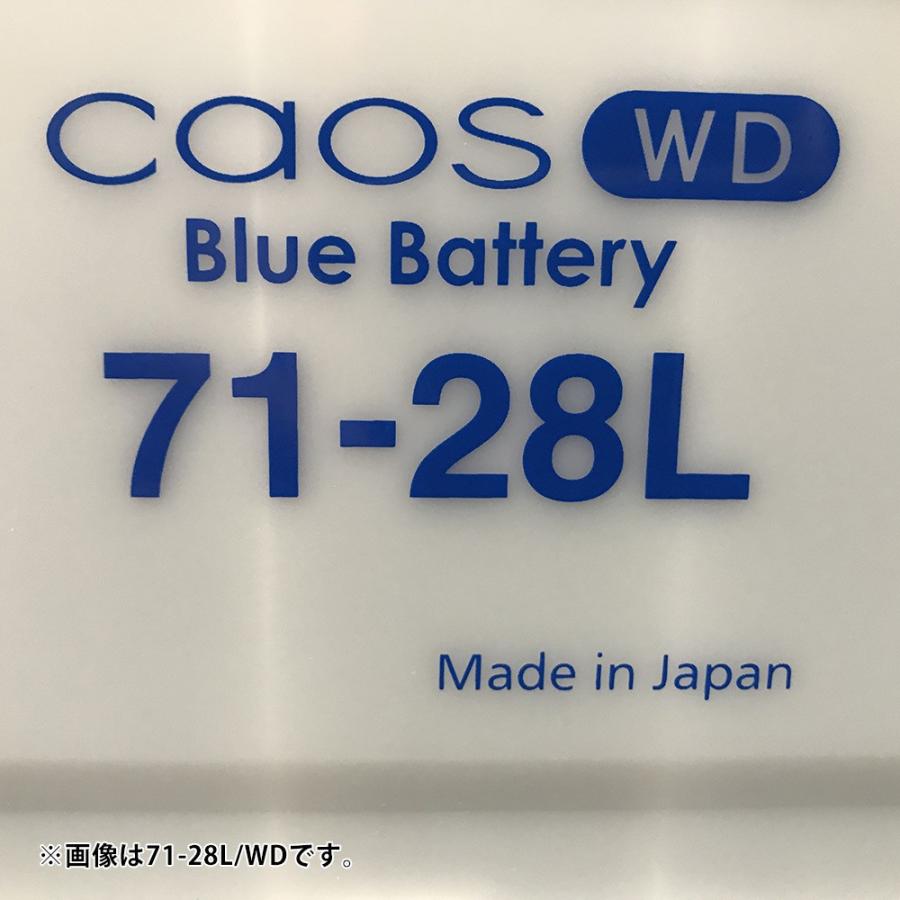 caos WD
Blue Battery
71-28L
Made in Japan
※画像は71-28L/WDです。